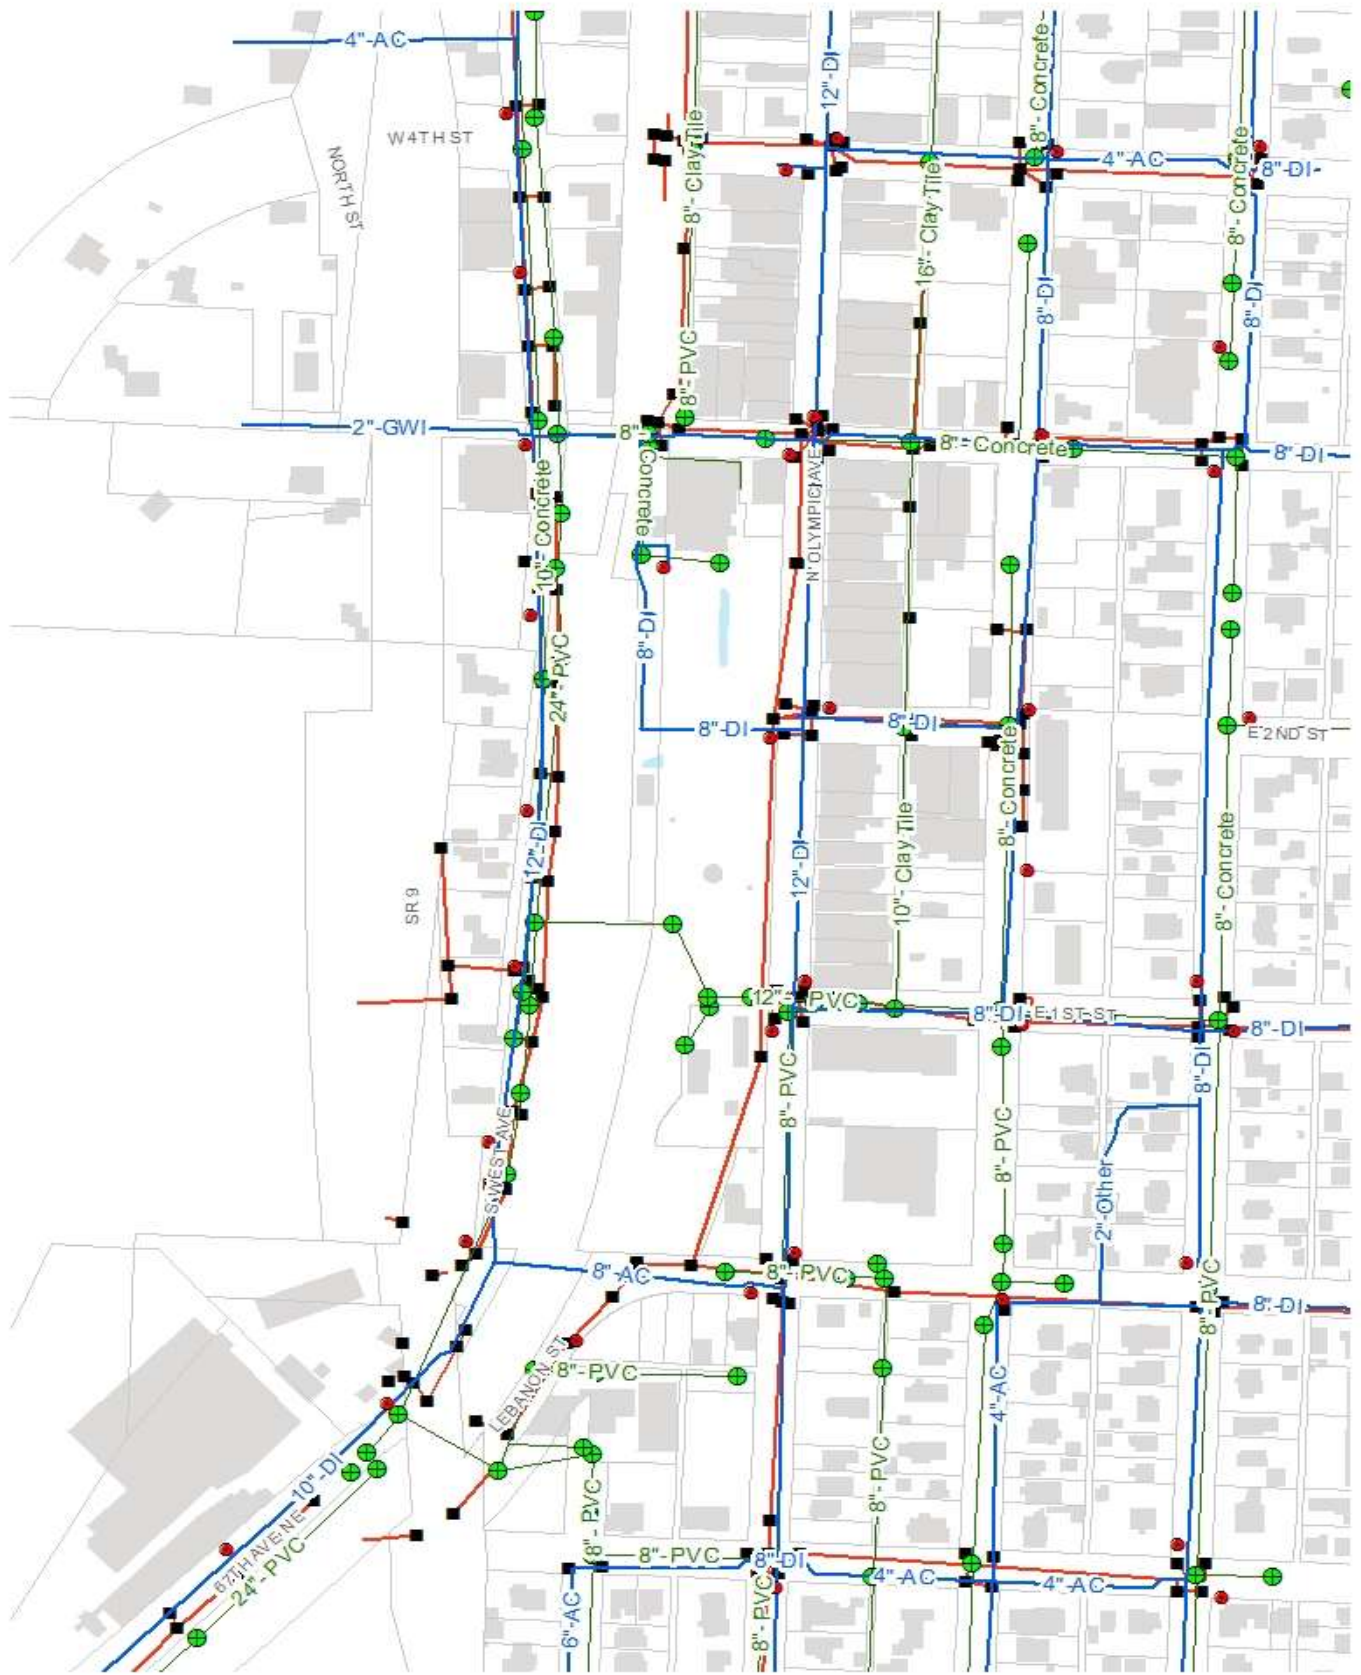 4"-AC
12"-DI
8"- Concrete
W 4TH ST
NORTH ST
8"- Clay Tile
16"- Clay Tile
4"-AC
8"- Concrete
8"-DI
8"-DI
8"-DI
8"- PVC
2"-GWI
8"- Concrete
8"- Concrete
8"-DI
10"- Concrete
N OLYMPIC AVE
8"-DI
24"- PVC
8"-DI
8"-DI
8"- Concrete
E 2ND ST
12"-DI
12"-DI
10"- Clay Tile
8"- Concrete
SR 9
12"- PVC
8"-DI
E 1ST ST
8"-DI
8"-DI
8"- PVC
8"- PVC
S WEST AVE
2"-Other
8"-AC
8"- PVC
8"- PVC
8"-DI
LEBANON ST
8"- PVC
4"-AC
10"-DI
8"- PVC
8"- PVC
67TH AVE NE
24"- PVC
8"- PVC
8"-DI
4"-AC
4"-AC
6"-AC
8"- PVC